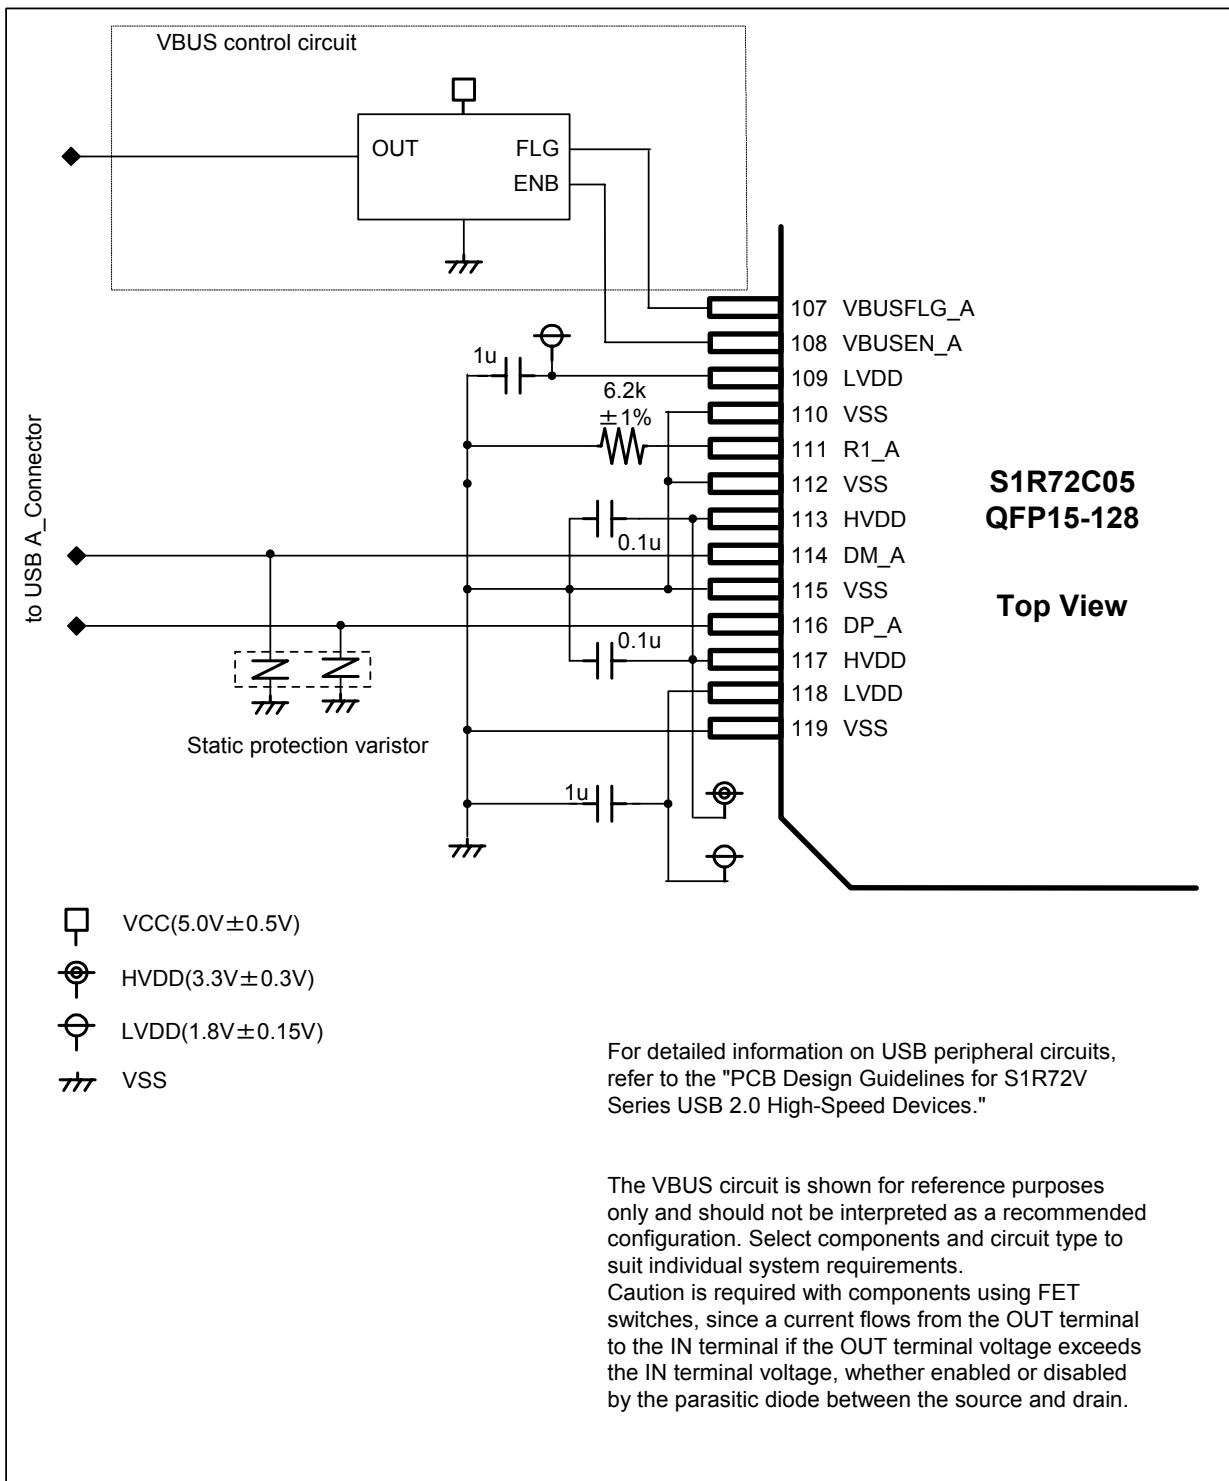 VBUS control circuit
OUT
FLG
ENB
107 VBUSFLG_A
108 VBUSEN_A
1u
109 LVDD
6.2k
±1%
110 VSS
111 R1_A
112 VSS
113 HVDD
0.1u
114 DM_A
115 VSS
116 DP_A
0.1u
117 HVDD
118 LVDD
119 VSS
S1R72C05
QFP15-128
Top View
to USB A_Connector
Static protection varistor
1u
VCC(5.0V±0.5V)
HVDD(3.3V±0.3V)
LVDD(1.8V±0.15V)
VSS
For detailed information on USB peripheral circuits,
refer to the "PCB Design Guidelines for S1R72V
Series USB 2.0 High-Speed Devices."
The VBUS circuit is shown for reference purposes
only and should not be interpreted as a recommended
configuration. Select components and circuit type to
suit individual system requirements.
Caution is required with components using FET
switches, since a current flows from the OUT terminal
to the IN terminal if the OUT terminal voltage exceeds
the IN terminal voltage, whether enabled or disabled
by the parasitic diode between the source and drain.